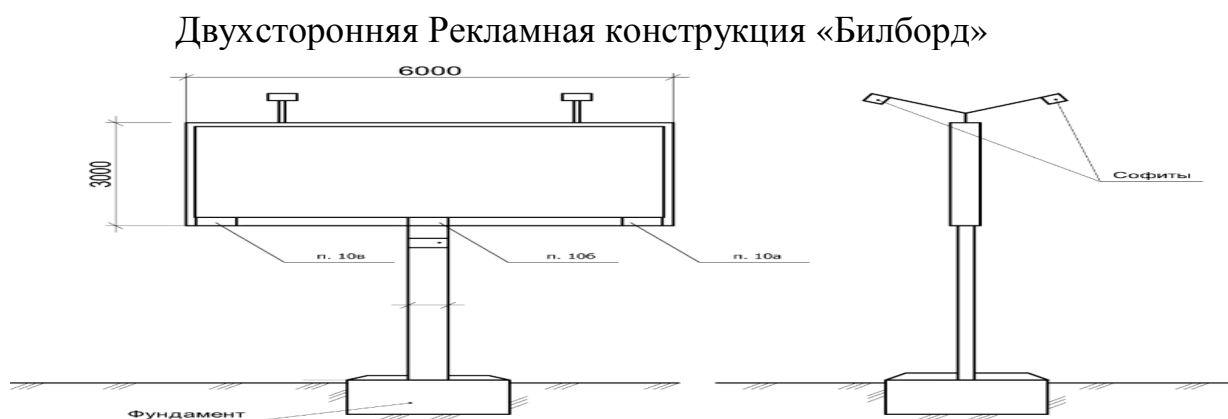 Двухсторонняя Рекламная конструкция «Билборд»
6000
3000
Софиты
п. 10в
п. 10б
п. 10а
Фундамент